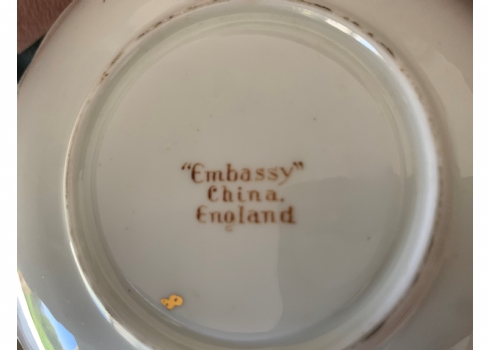 "Embassy"
China.
England